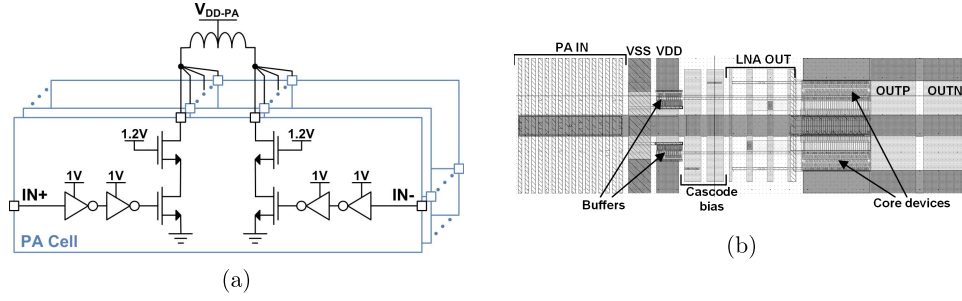 V_DD-PA
1.2V 1.2V
1V 1V 1V 1V
IN+ IN-
PA Cell
(a)
PA IN VSS VDD LNA OUT
OUTP OUTN
Buffers Cascode bias Core devices
(b)